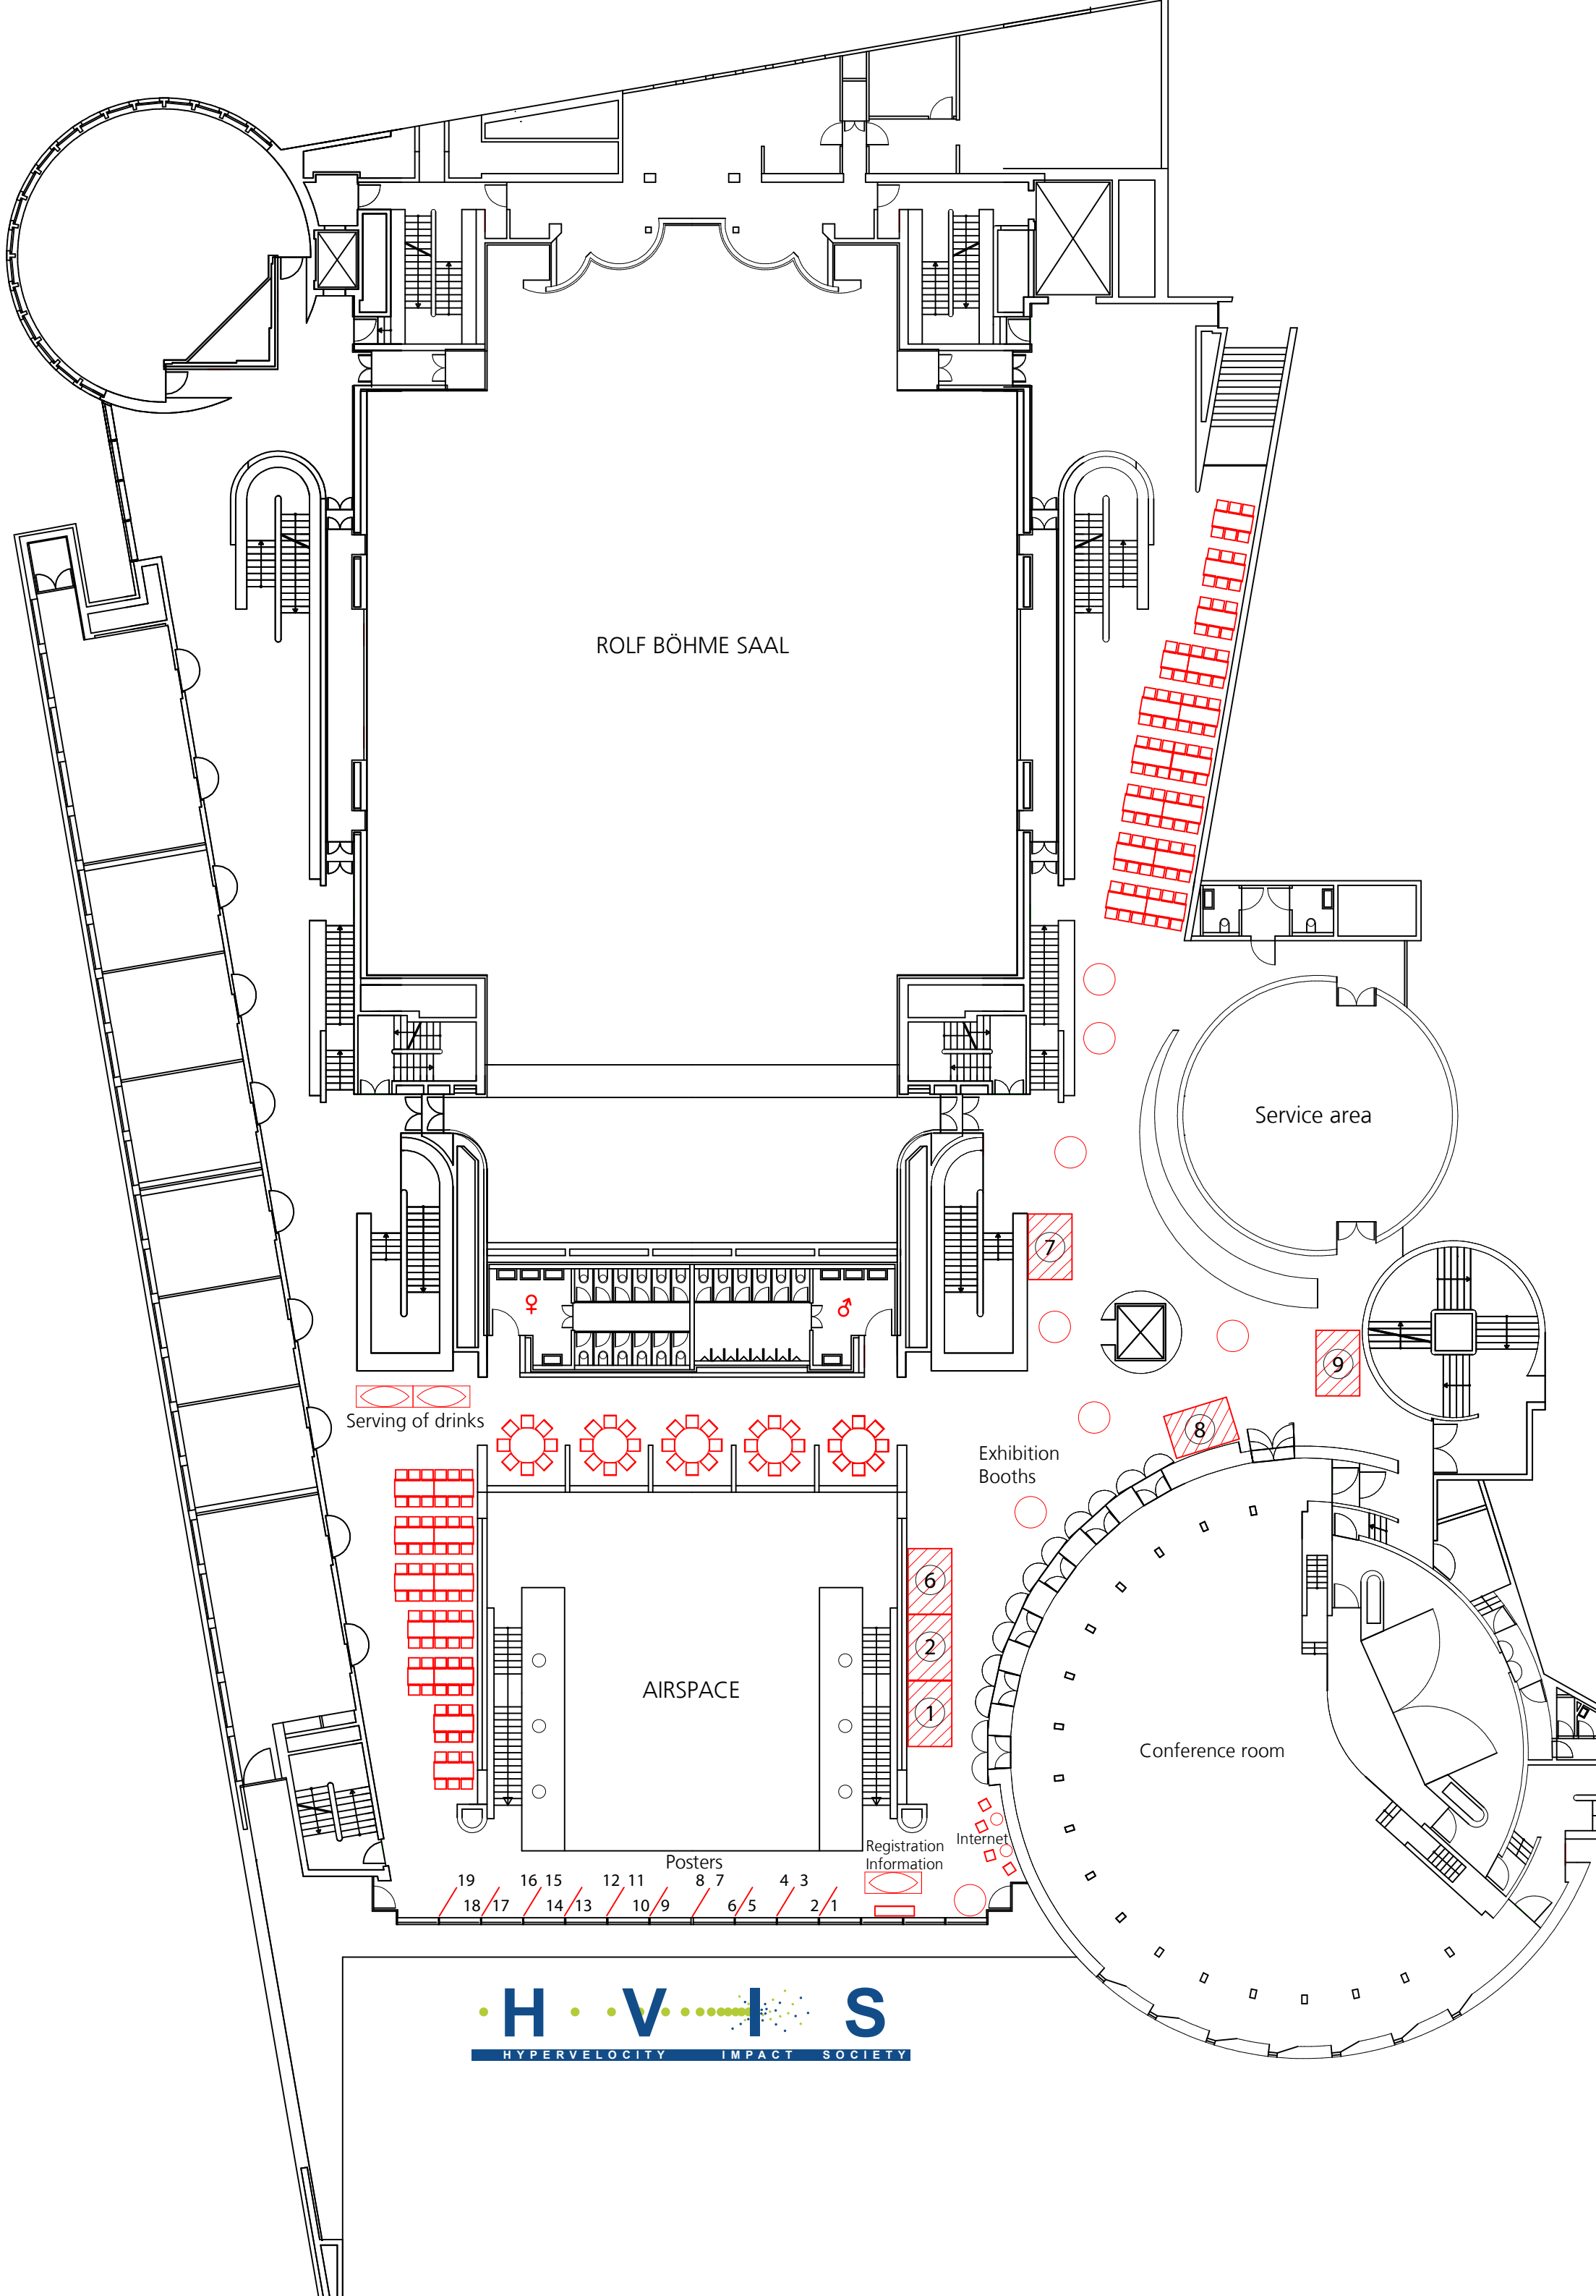 ROLF BÖHME SAAL
Service area
7
9
8
Serving of drinks
Exhibition
Booths
6
2
1
AIRSPACE
Conference room
Registration
Information
Internet
Posters
19 16 15 12 11 8 7 4 3
18 17 14 13 10 9 6 5 2 1
H V I S
HYPERVELOCITY IMPACT SOCIETY